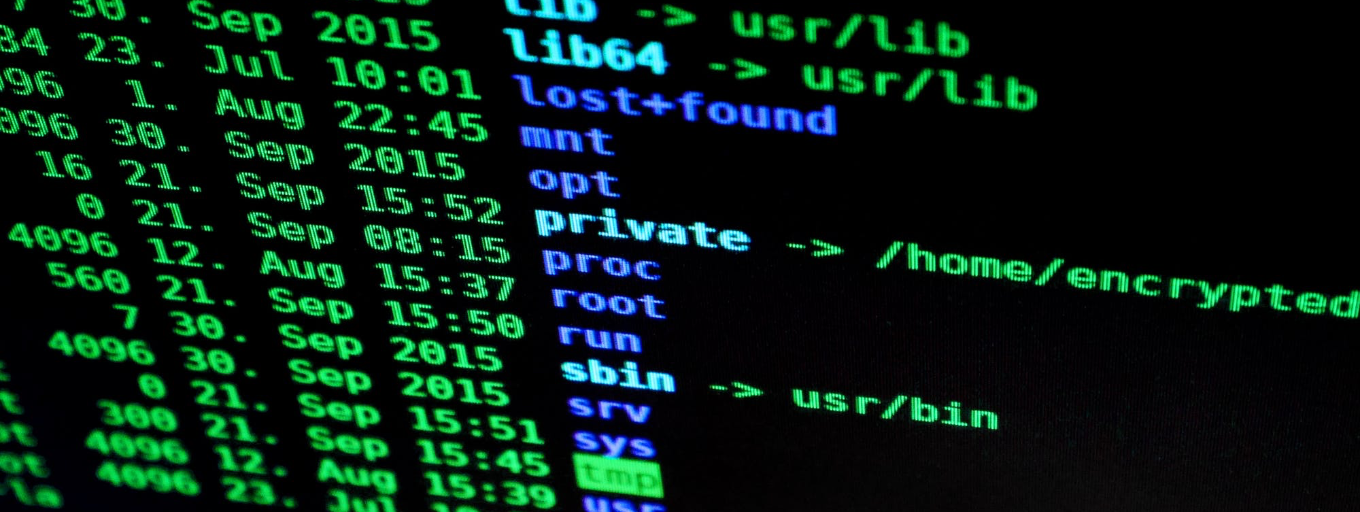 lib -> usr/lib
7 30. Sep 2015 lib64 -> usr/lib
84 23. Jul 10:01 lost+found
096 1. Aug 22:45 mnt
096 30. Sep 2015 opt
16 21. Sep 15:52 private -> /home/encrypted
0 21. Sep 08:15 proc
4096 12. Aug 15:37 root
560 21. Sep 15:50 run
7 30. Sep 2015 sbin -> usr/bin
4096 30. Sep 2015 srv
0 21. Sep 15:51 sys
300 21. Sep 15:45 tmp
4096 12. Aug 15:39 usr
4096 23. Jul